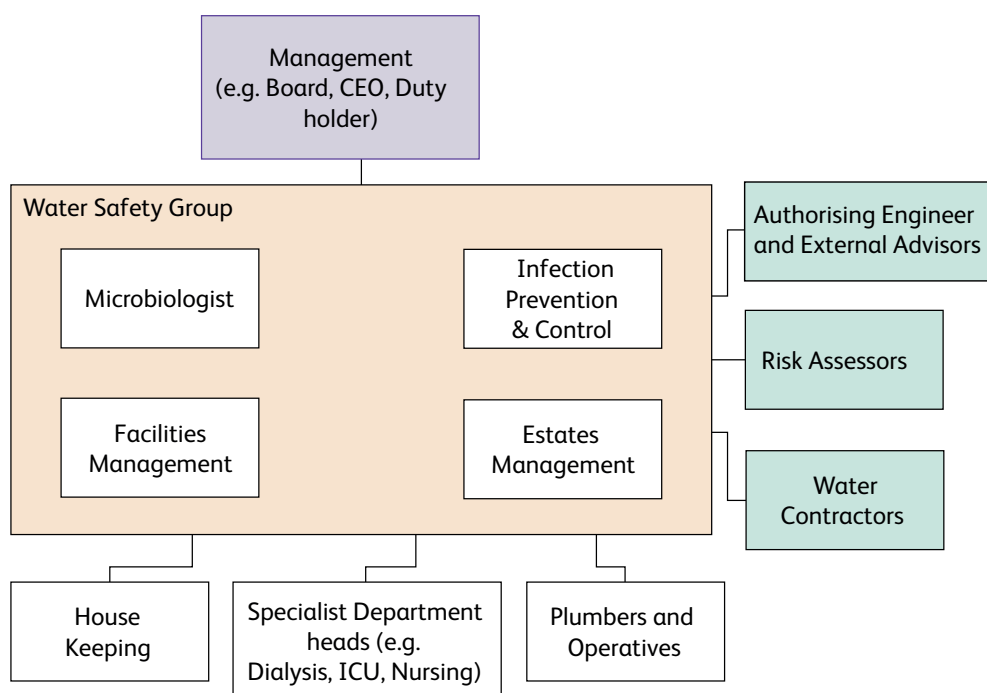 Management
(e.g. Board, CEO, Duty
holder)
Water Safety Group
Microbiologist
Infection
Prevention
& Control
Facilities
Management
Estates
Management
Authorising Engineer
and External Advisors
Risk Assessors
Water
Contractors
House
Keeping
Specialist Department
heads (e.g.
Dialysis, ICU, Nursing)
Plumbers and
Operatives